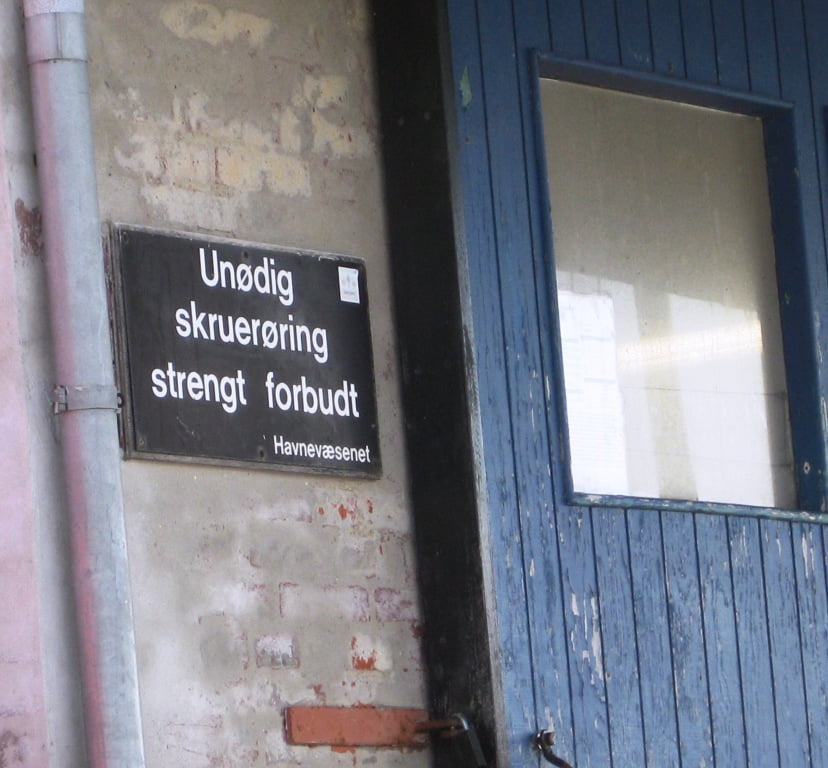 Unødig
skruerøring
strengt forbudt
Havnevæsenet